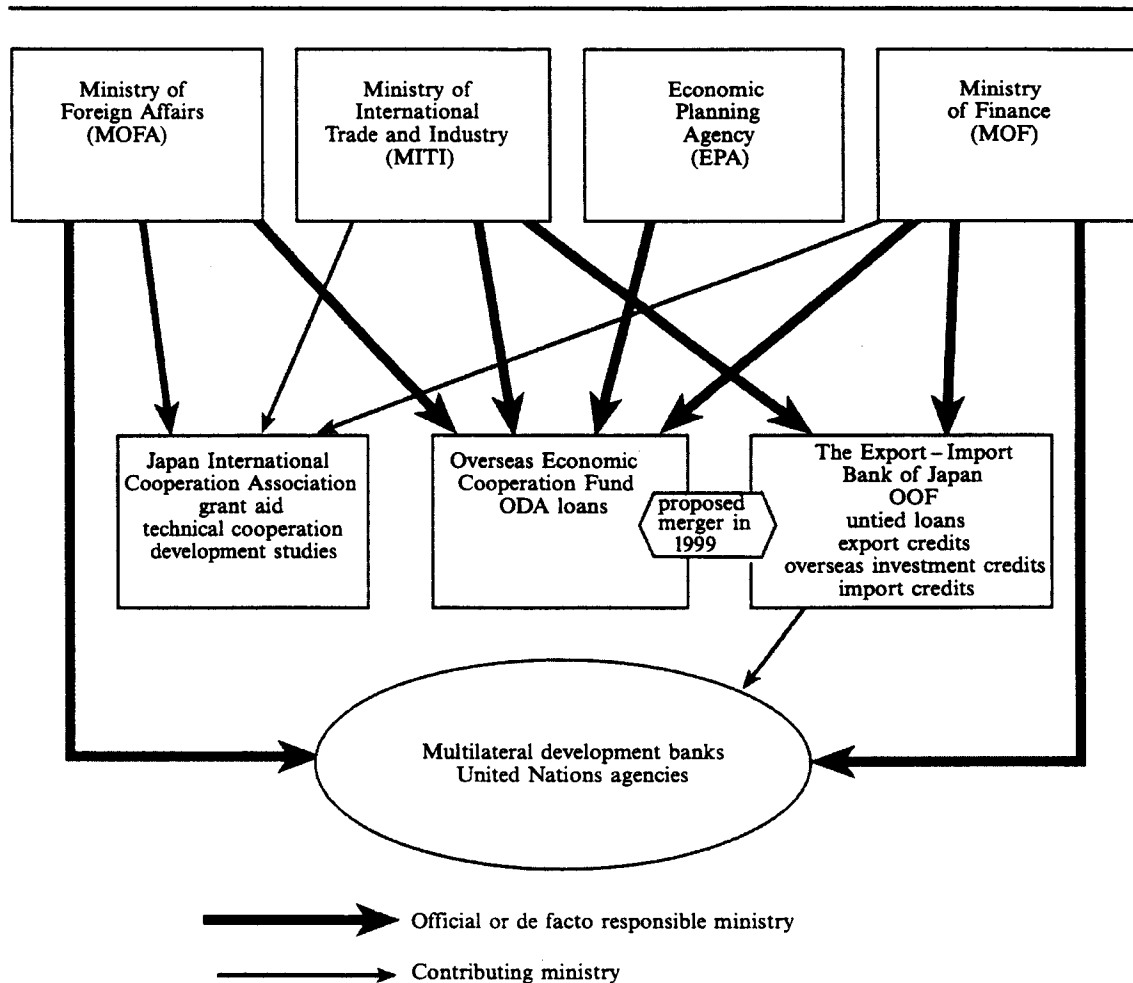 Ministry of
Foreign Affairs
(MOFA)
Ministry of
International
Trade and Industry
(MITI)
Economic
Planning
Agency
(EPA)
Ministry
of Finance
(MOF)
Japan International
Cooperation Association
grant aid
technical cooperation
development studies
Overseas Economic
Cooperation Fund
ODA loans
proposed
merger in
1999
The Export–Import
Bank of Japan
OOF
untied loans
export credits
overseas investment credits
import credits
Multilateral development banks
United Nations agencies
Official or de facto responsible ministry
Contributing ministry